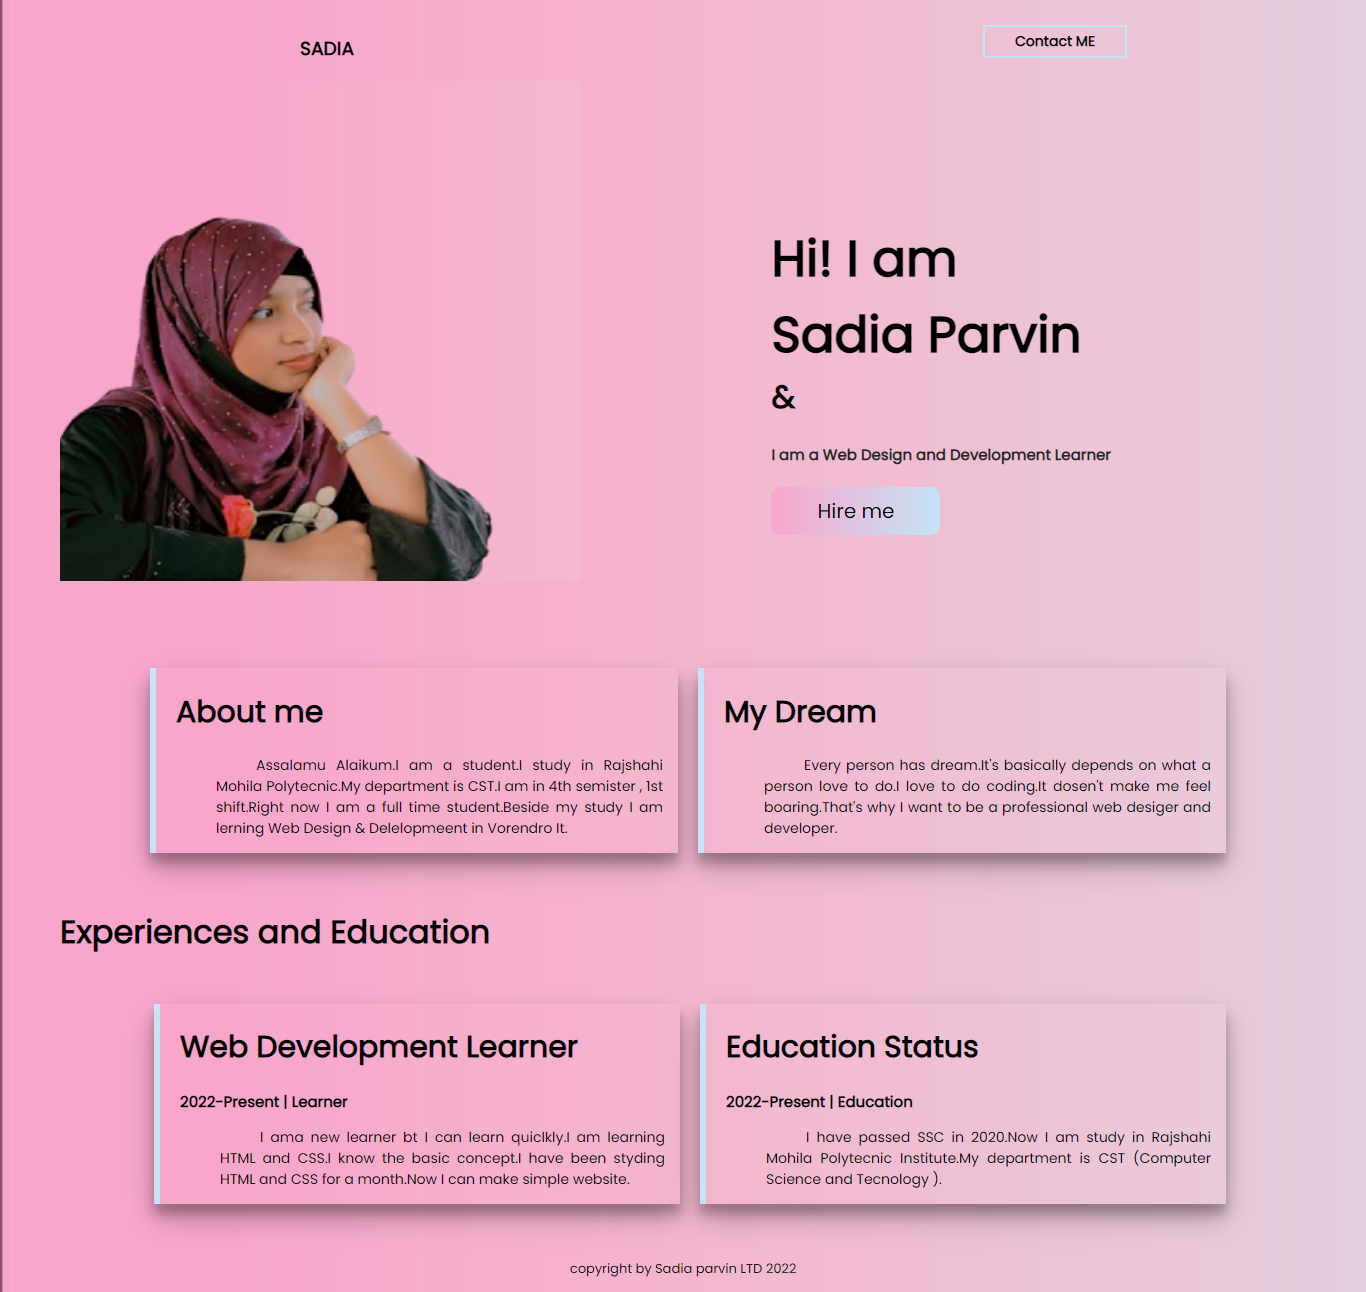 SADIA
Contact ME
Hi! I am
Sadia Parvin
&
I am a Web Design and Development Learner
Hire me
About me
Assalamu Alaikum.I am a student.I study in Rajshahi
Mohila Polytecnic.My department is CST.I am in 4th semister , 1st
shift.Right now I am a full time student.Beside my study I am
lerning Web Design & Delelopmeent in Vorendro It.
My Dream
Every person has dream.It's basically depends on what a
person love to do.I love to do coding.It dosen't make me feel
boaring.That's why I want to be a professional web desiger and
developer.
Experiences and Education
Web Development Learner
2022-Present | Learner
I ama new learner bt I can learn quiclkly.I am learning
HTML and CSS.I know the basic concept.I have been styding
HTML and CSS for a month.Now I can make simple website.
Education Status
2022-Present | Education
I have passed SSC in 2020.Now I am study in Rajshahi
Mohila Polytecnic Institute.My department is CST (Computer
Science and Tecnology ).
copyright by Sadia parvin LTD 2022